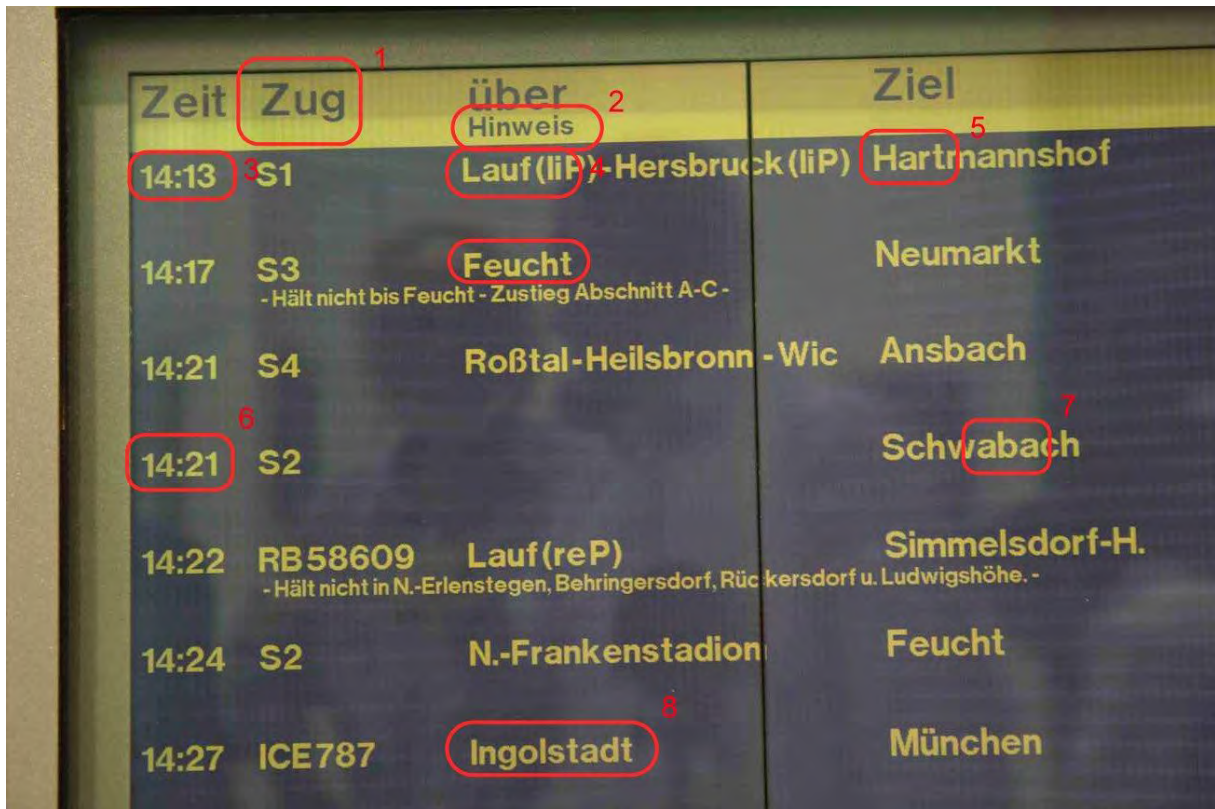 Zeit Zug 1 über Ziel
Hinweis 2
14:13 3 S1 Lauf(liP) 4-Hersbruck(liP) Hartmannshof 5
14:17 S3 Feucht Neumarkt
- Hält nicht bis Feucht - Zustieg Abschnitt A-C -
14:21 S4 Roßtal-Heilsbronn-Wic Ansbach
6 7
14:21 S2 Schwabach
14:22 RB58609 Lauf(reP) Simmelsdorf-H.
- Hält nicht in N.-Erlenstegen, Behringersdorf, Rückersdorf u. Ludwigshöhe. -
14:24 S2 N.-Frankenstadion Feucht
8
14:27 ICE787 Ingolstadt München